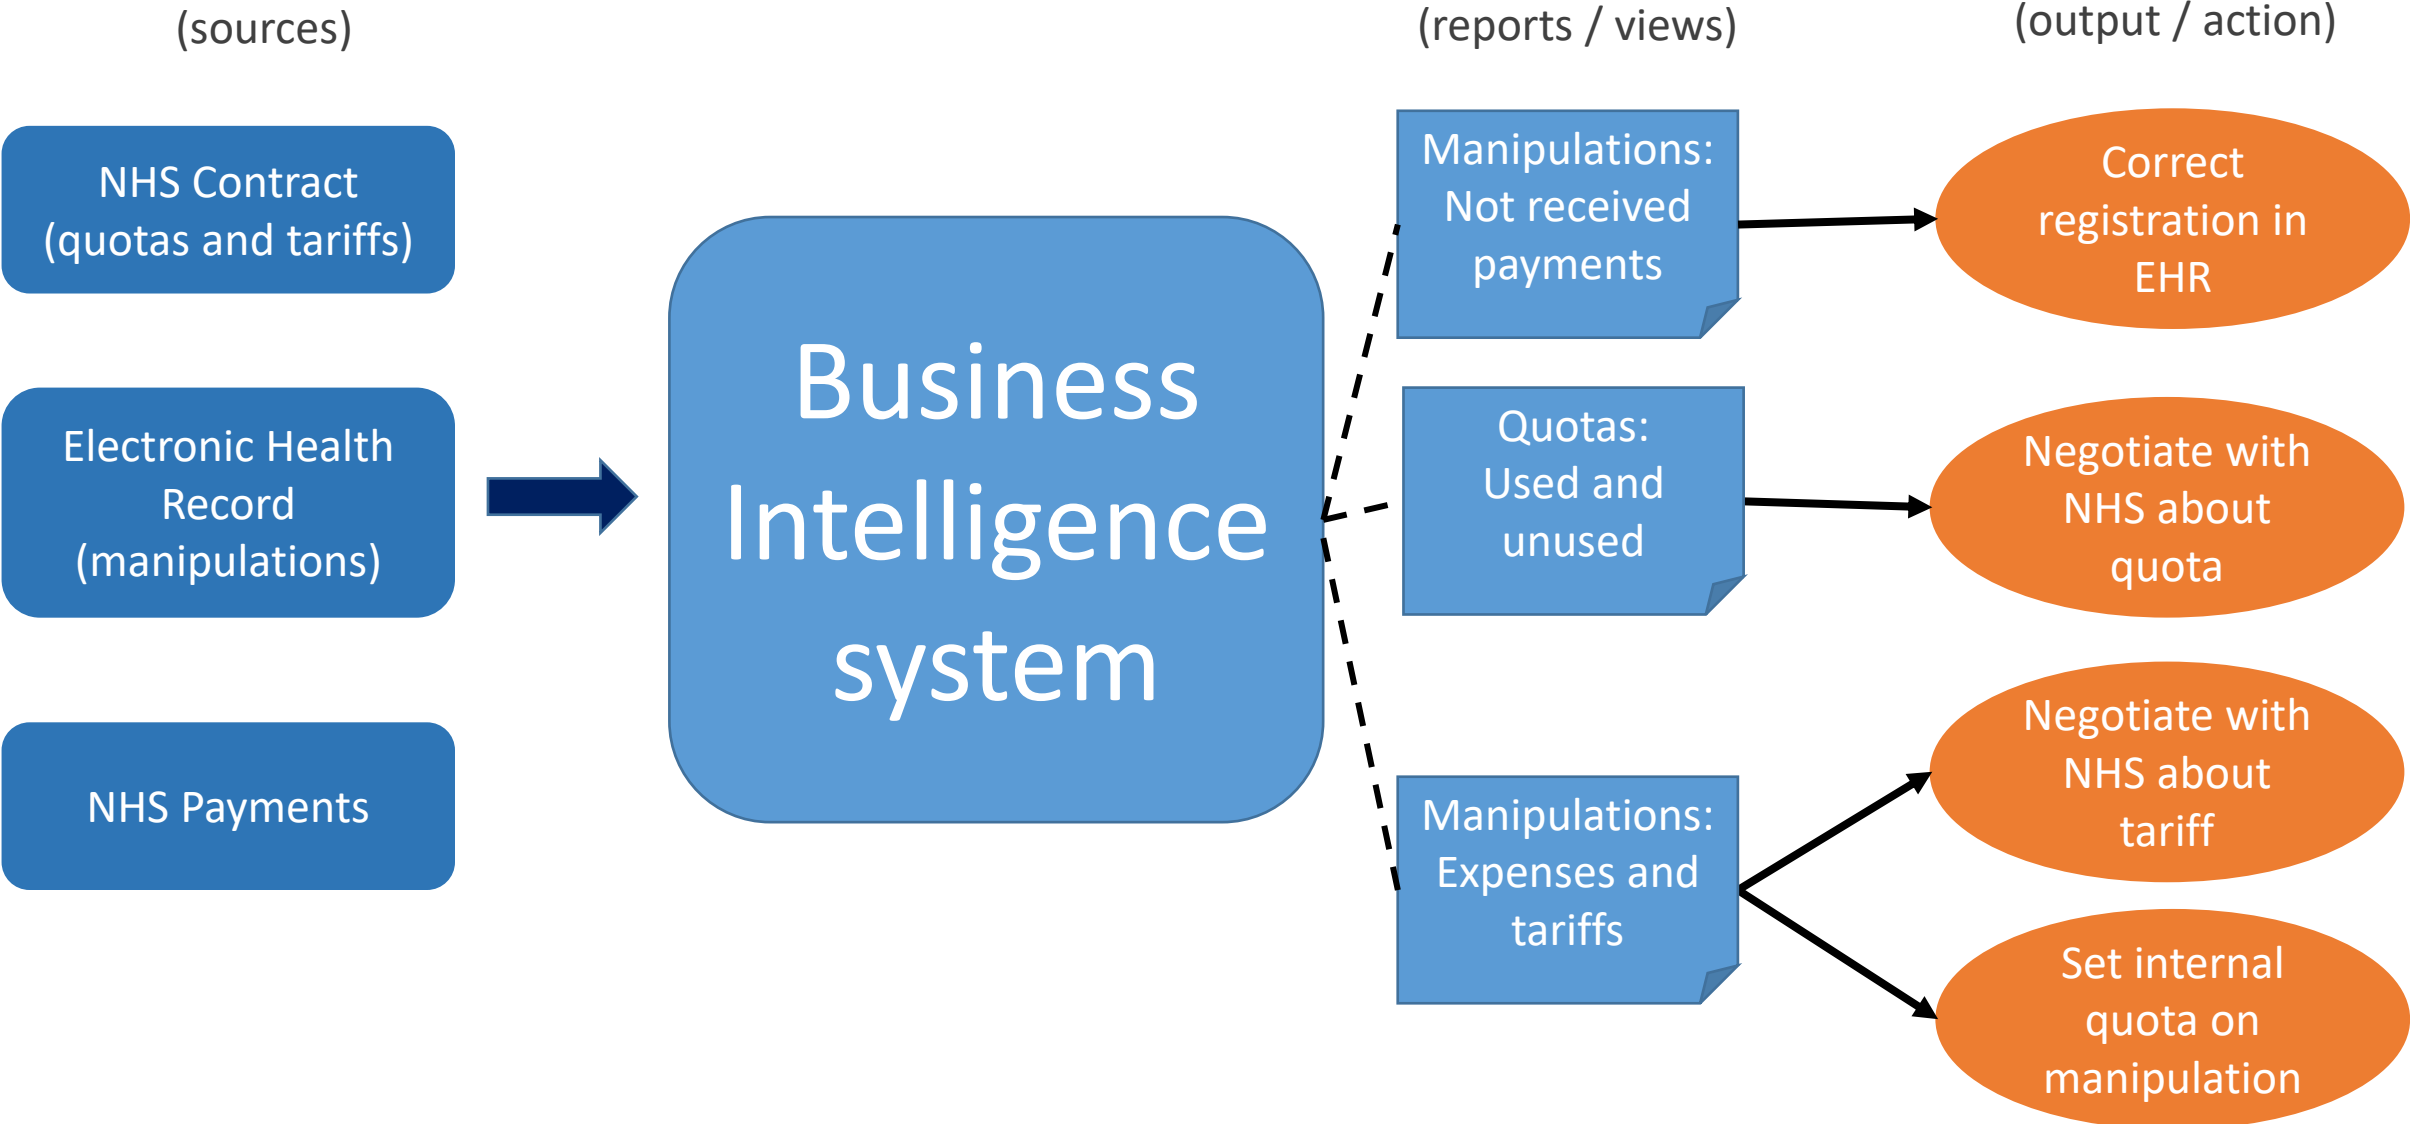 (sources)
(reports / views)
(output / action)
NHS Contract
(quotas and tariffs)
Electronic Health
Record
(manipulations)
NHS Payments
Business
Intelligence
system
Manipulations:
Not received
payments
Quotas:
Used and
unused
Manipulations:
Expenses and
tariffs
Correct
registration in
EHR
Negotiate with
NHS about
quota
Negotiate with
NHS about
tariff
Set internal
quota on
manipulation